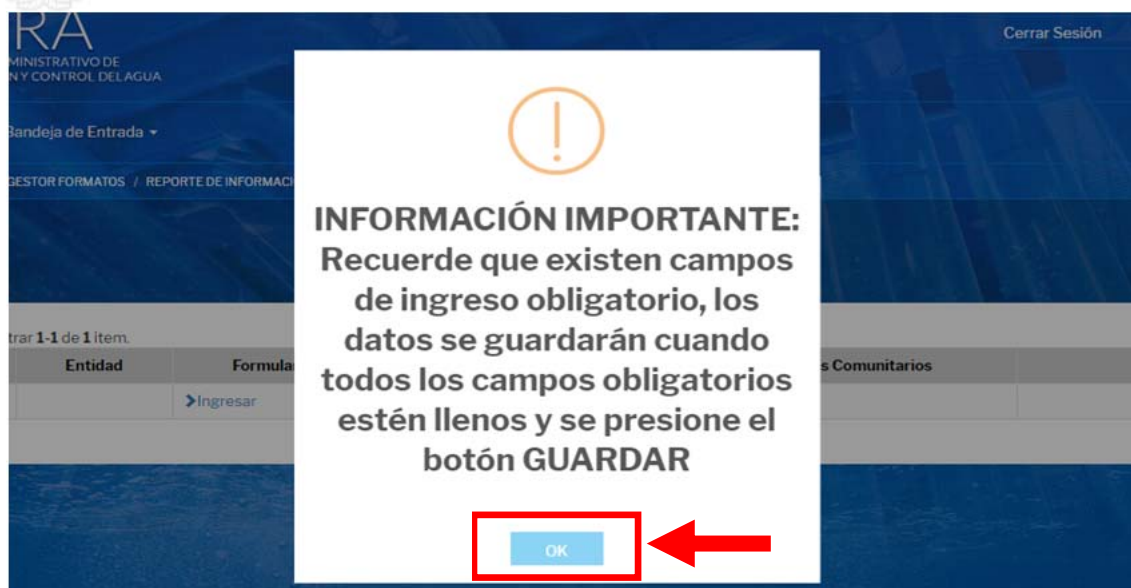 RA
MINISTRATIVO DE
N Y CONTROL DEL AGUA
Cerrar Sesión
Bandeja de Entrada
GESTOR FORMATOS / REPORTE DE INFORMACI
INFORMACIÓN IMPORTANTE:
Recuerde que existen campos
de ingreso obligatorio, los
datos se guardarán cuando
todos los campos obligatorios
estén llenos y se presione el
botón GUARDAR
trar 1-1 de 1 item.
Entidad Formula s Comunitarios
Ingresar
OK